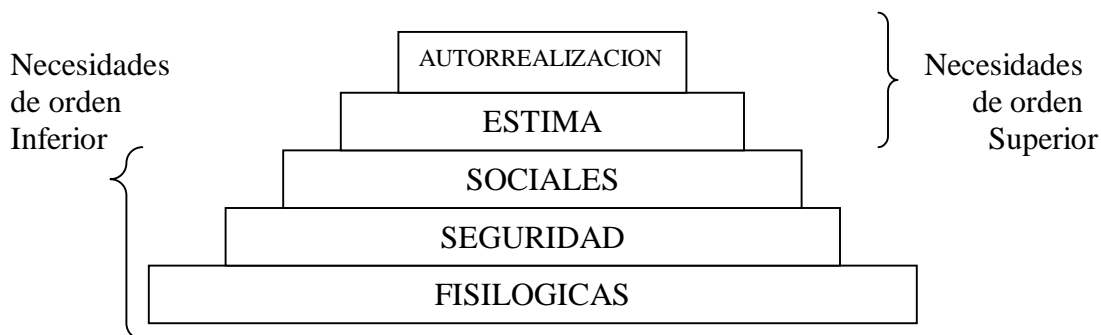 Necesidades
de orden
Inferior
AUTORREALIZACION
ESTIMA
SOCIALES
SEGURIDAD
FISILOGICAS
Necesidades
de orden
Superior